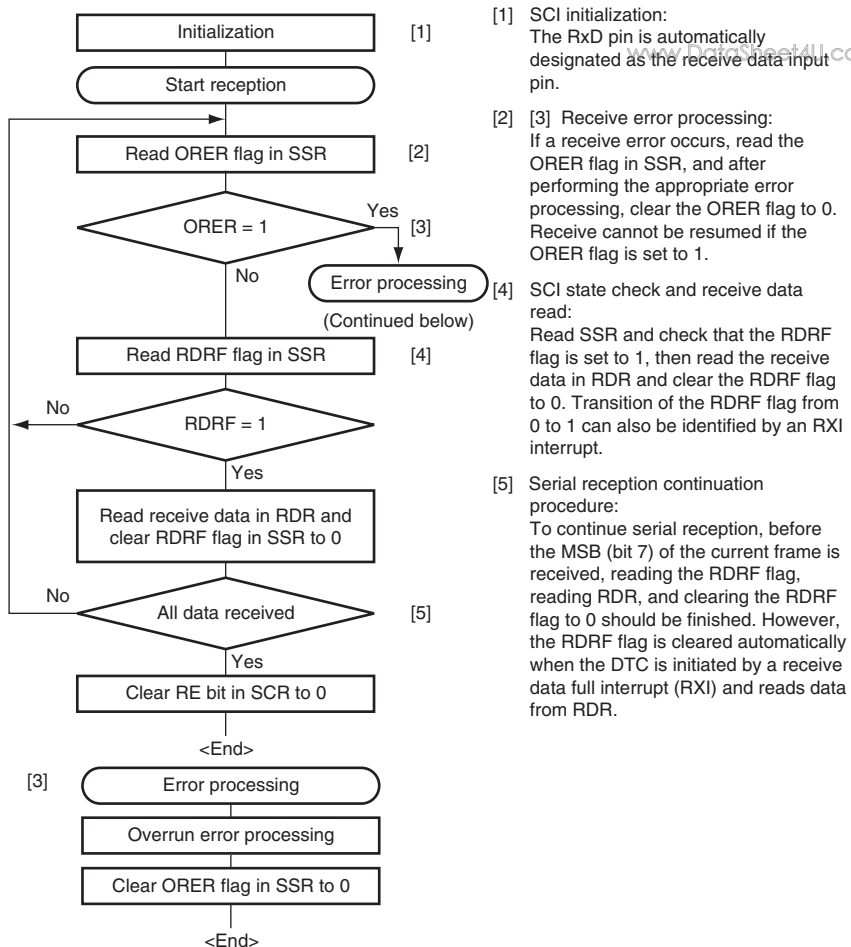 Initialization
[1]
Start reception
Read ORER flag in SSR
[2]
ORER = 1
Yes
[3]
No
Error processing
(Continued below)
Read RDRF flag in SSR
[4]
No
RDRF = 1
Yes
Read receive data in RDR and
clear RDRF flag in SSR to 0
No
All data received
[5]
Yes
Clear RE bit in SCR to 0
<End>
[3]
Error processing
Overrun error processing
Clear ORER flag in SSR to 0
<End>
[1] SCI initialization:
The RxD pin is automatically
www.DataSheet4U.co
designated as the receive data input
pin.
[2] [3] Receive error processing:
If a receive error occurs, read the
ORER flag in SSR, and after
performing the appropriate error
processing, clear the ORER flag to 0.
Receive cannot be resumed if the
ORER flag is set to 1.
[4] SCI state check and receive data
read:
Read SSR and check that the RDRF
flag is set to 1, then read the receive
data in RDR and clear the RDRF flag
to 0. Transition of the RDRF flag from
0 to 1 can also be identified by an RXI
interrupt.
[5] Serial reception continuation
procedure:
To continue serial reception, before
the MSB (bit 7) of the current frame is
received, reading the RDRF flag,
reading RDR, and clearing the RDRF
flag to 0 should be finished. However,
the RDRF flag is cleared automatically
when the DTC is initiated by a receive
data full interrupt (RXI) and reads data
from RDR.